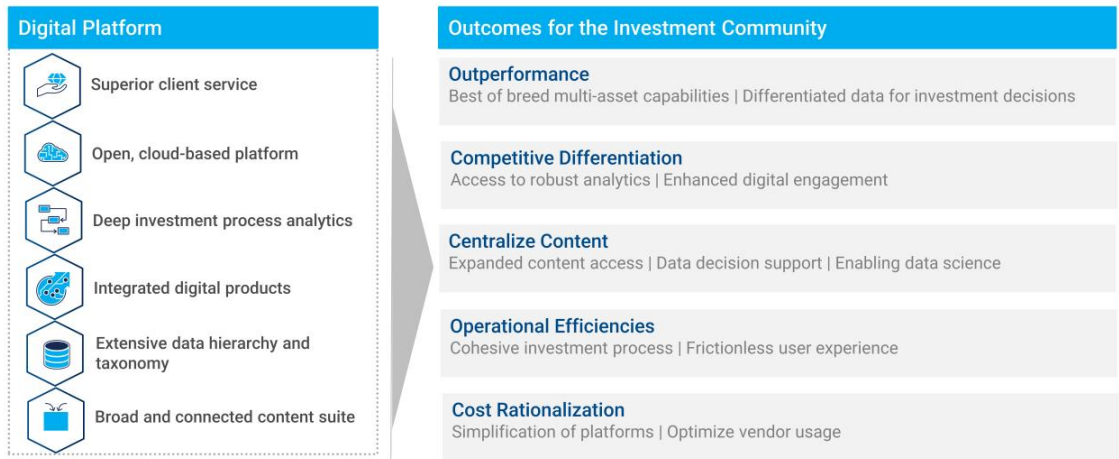 Digital Platform
Superior client service
Open, cloud-based platform
Deep investment process analytics
Integrated digital products
Extensive data hierarchy and
taxonomy
Broad and connected content suite
Outcomes for the Investment Community
Outperformance
Best of breed multi-asset capabilities | Differentiated data for investment decisions
Competitive Differentiation
Access to robust analytics | Enhanced digital engagement
Centralize Content
Expanded content access | Data decision support | Enabling data science
Operational Efficiencies
Cohesive investment process | Frictionless user experience
Cost Rationalization
Simplification of platforms | Optimize vendor usage